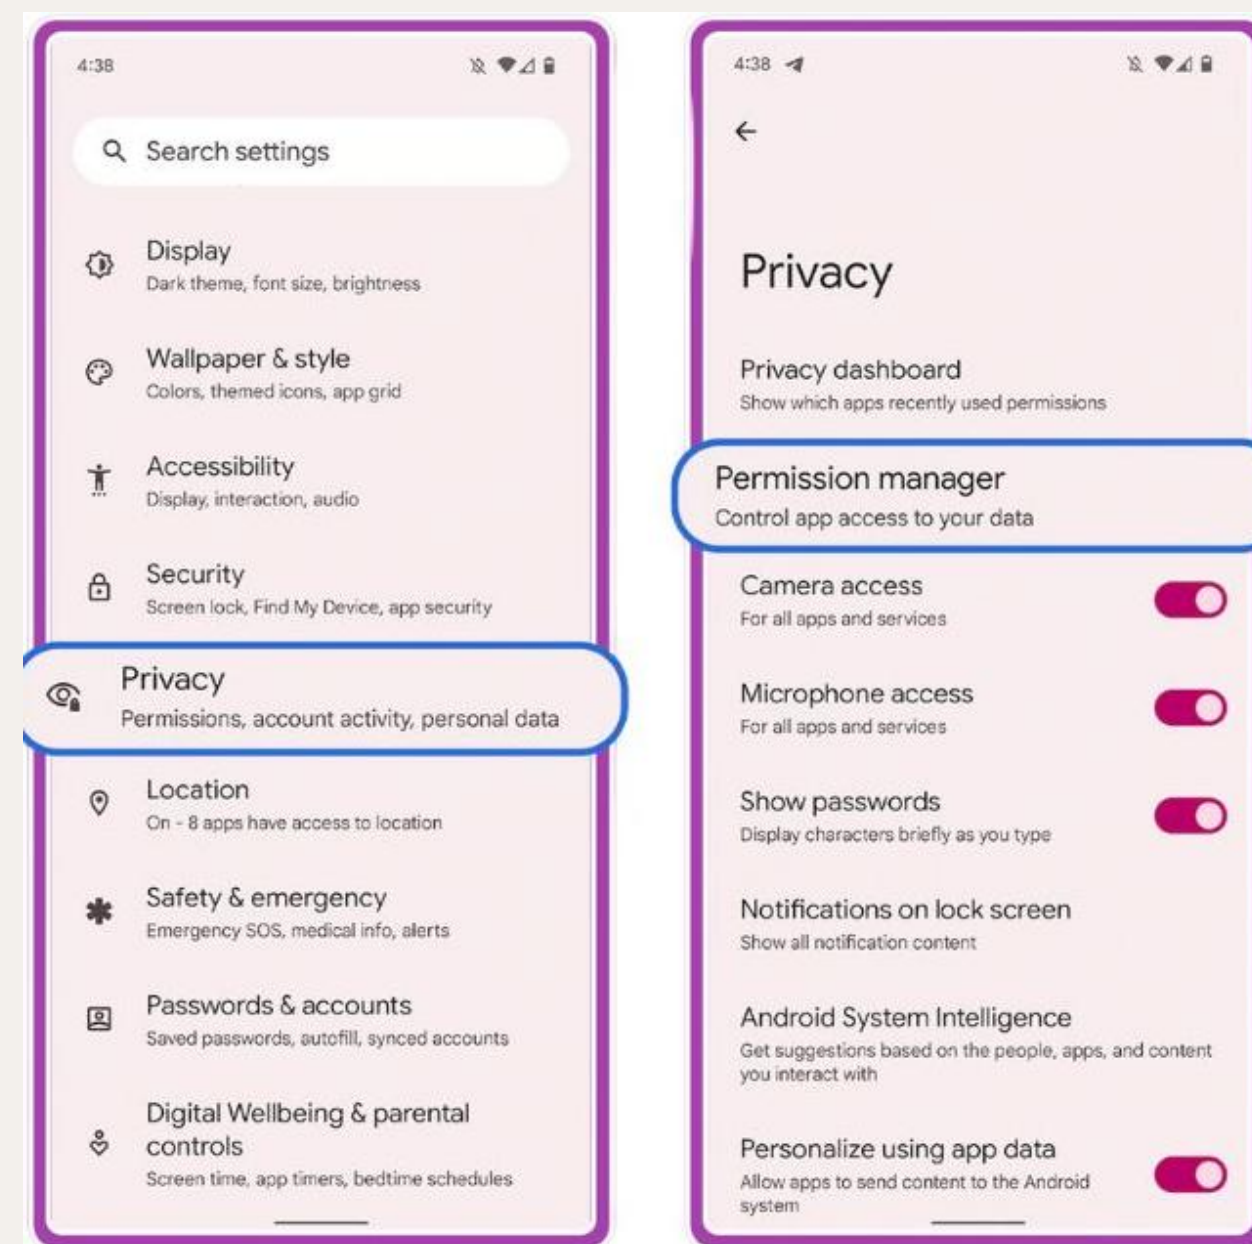 4:38
Search settings
Display
Dark theme, font size, brightness
Wallpaper & style
Colors, themed icons, app grid
Accessibility
Display, interaction, audio
Security
Screen lock, Find My Device, app security
Privacy
Permissions, account activity, personal data
Location
On - 8 apps have access to location
Safety & emergency
Emergency SOS, medical info, alerts
Passwords & accounts
Saved passwords, autofill, synced accounts
Digital Wellbeing & parental
controls
Screen time, app timers, bedtime schedules
4:38
Privacy
Privacy dashboard
Show which apps recently used permissions
Permission manager
Control app access to your data
Camera access
For all apps and services
Microphone access
For all apps and services
Show passwords
Display characters briefly as you type
Notifications on lock screen
Show all notification content
Android System Intelligence
Get suggestions based on the people, apps, and content
you interact with
Personalize using app data
Allow apps to send content to the Android
system